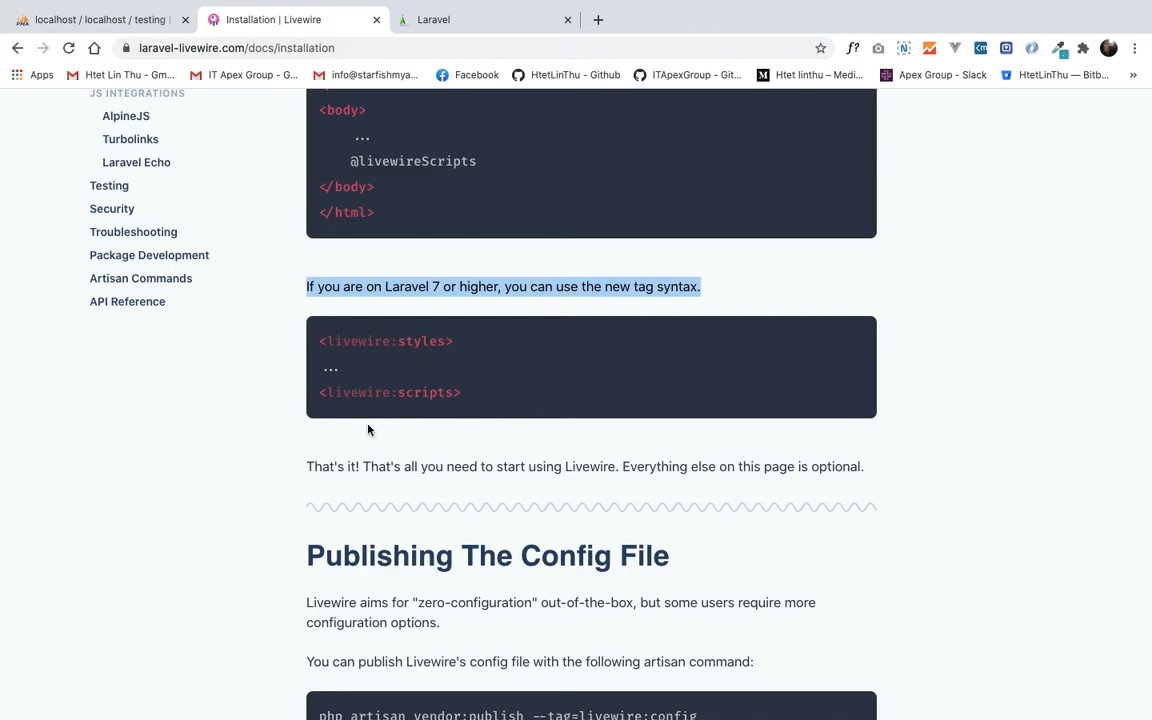 localhost / localhost / testing |
Installation | Livewire
Laravel
laravel-livewire.com/docs/installation
f?
Apps
Htet Lin Thu - Gm...
IT Apex Group - G...
info@starfishmya...
Facebook
HtetLinThu - Github
ITApexGroup - Git...
Htet linthu – Medi...
Apex Group - Slack
HtetLinThu — Bitb...
»
JS INTEGRATIONS
AlpineJS
Turbolinks
Laravel Echo
Testing
Security
Troubleshooting
Package Development
Artisan Commands
API Reference
<body>
...
@livewireScripts
</body>
</html>
If you are on Laravel 7 or higher, you can use the new tag syntax.
<livewire:styles>
...
<livewire:scripts>
That's it! That's all you need to start using Livewire. Everything else on this page is optional.
Publishing The Config File
Livewire aims for "zero-configuration" out-of-the-box, but some users require more
configuration options.
You can publish Livewire's config file with the following artisan command:
php artisan vendor:publish --tag=livewire:config